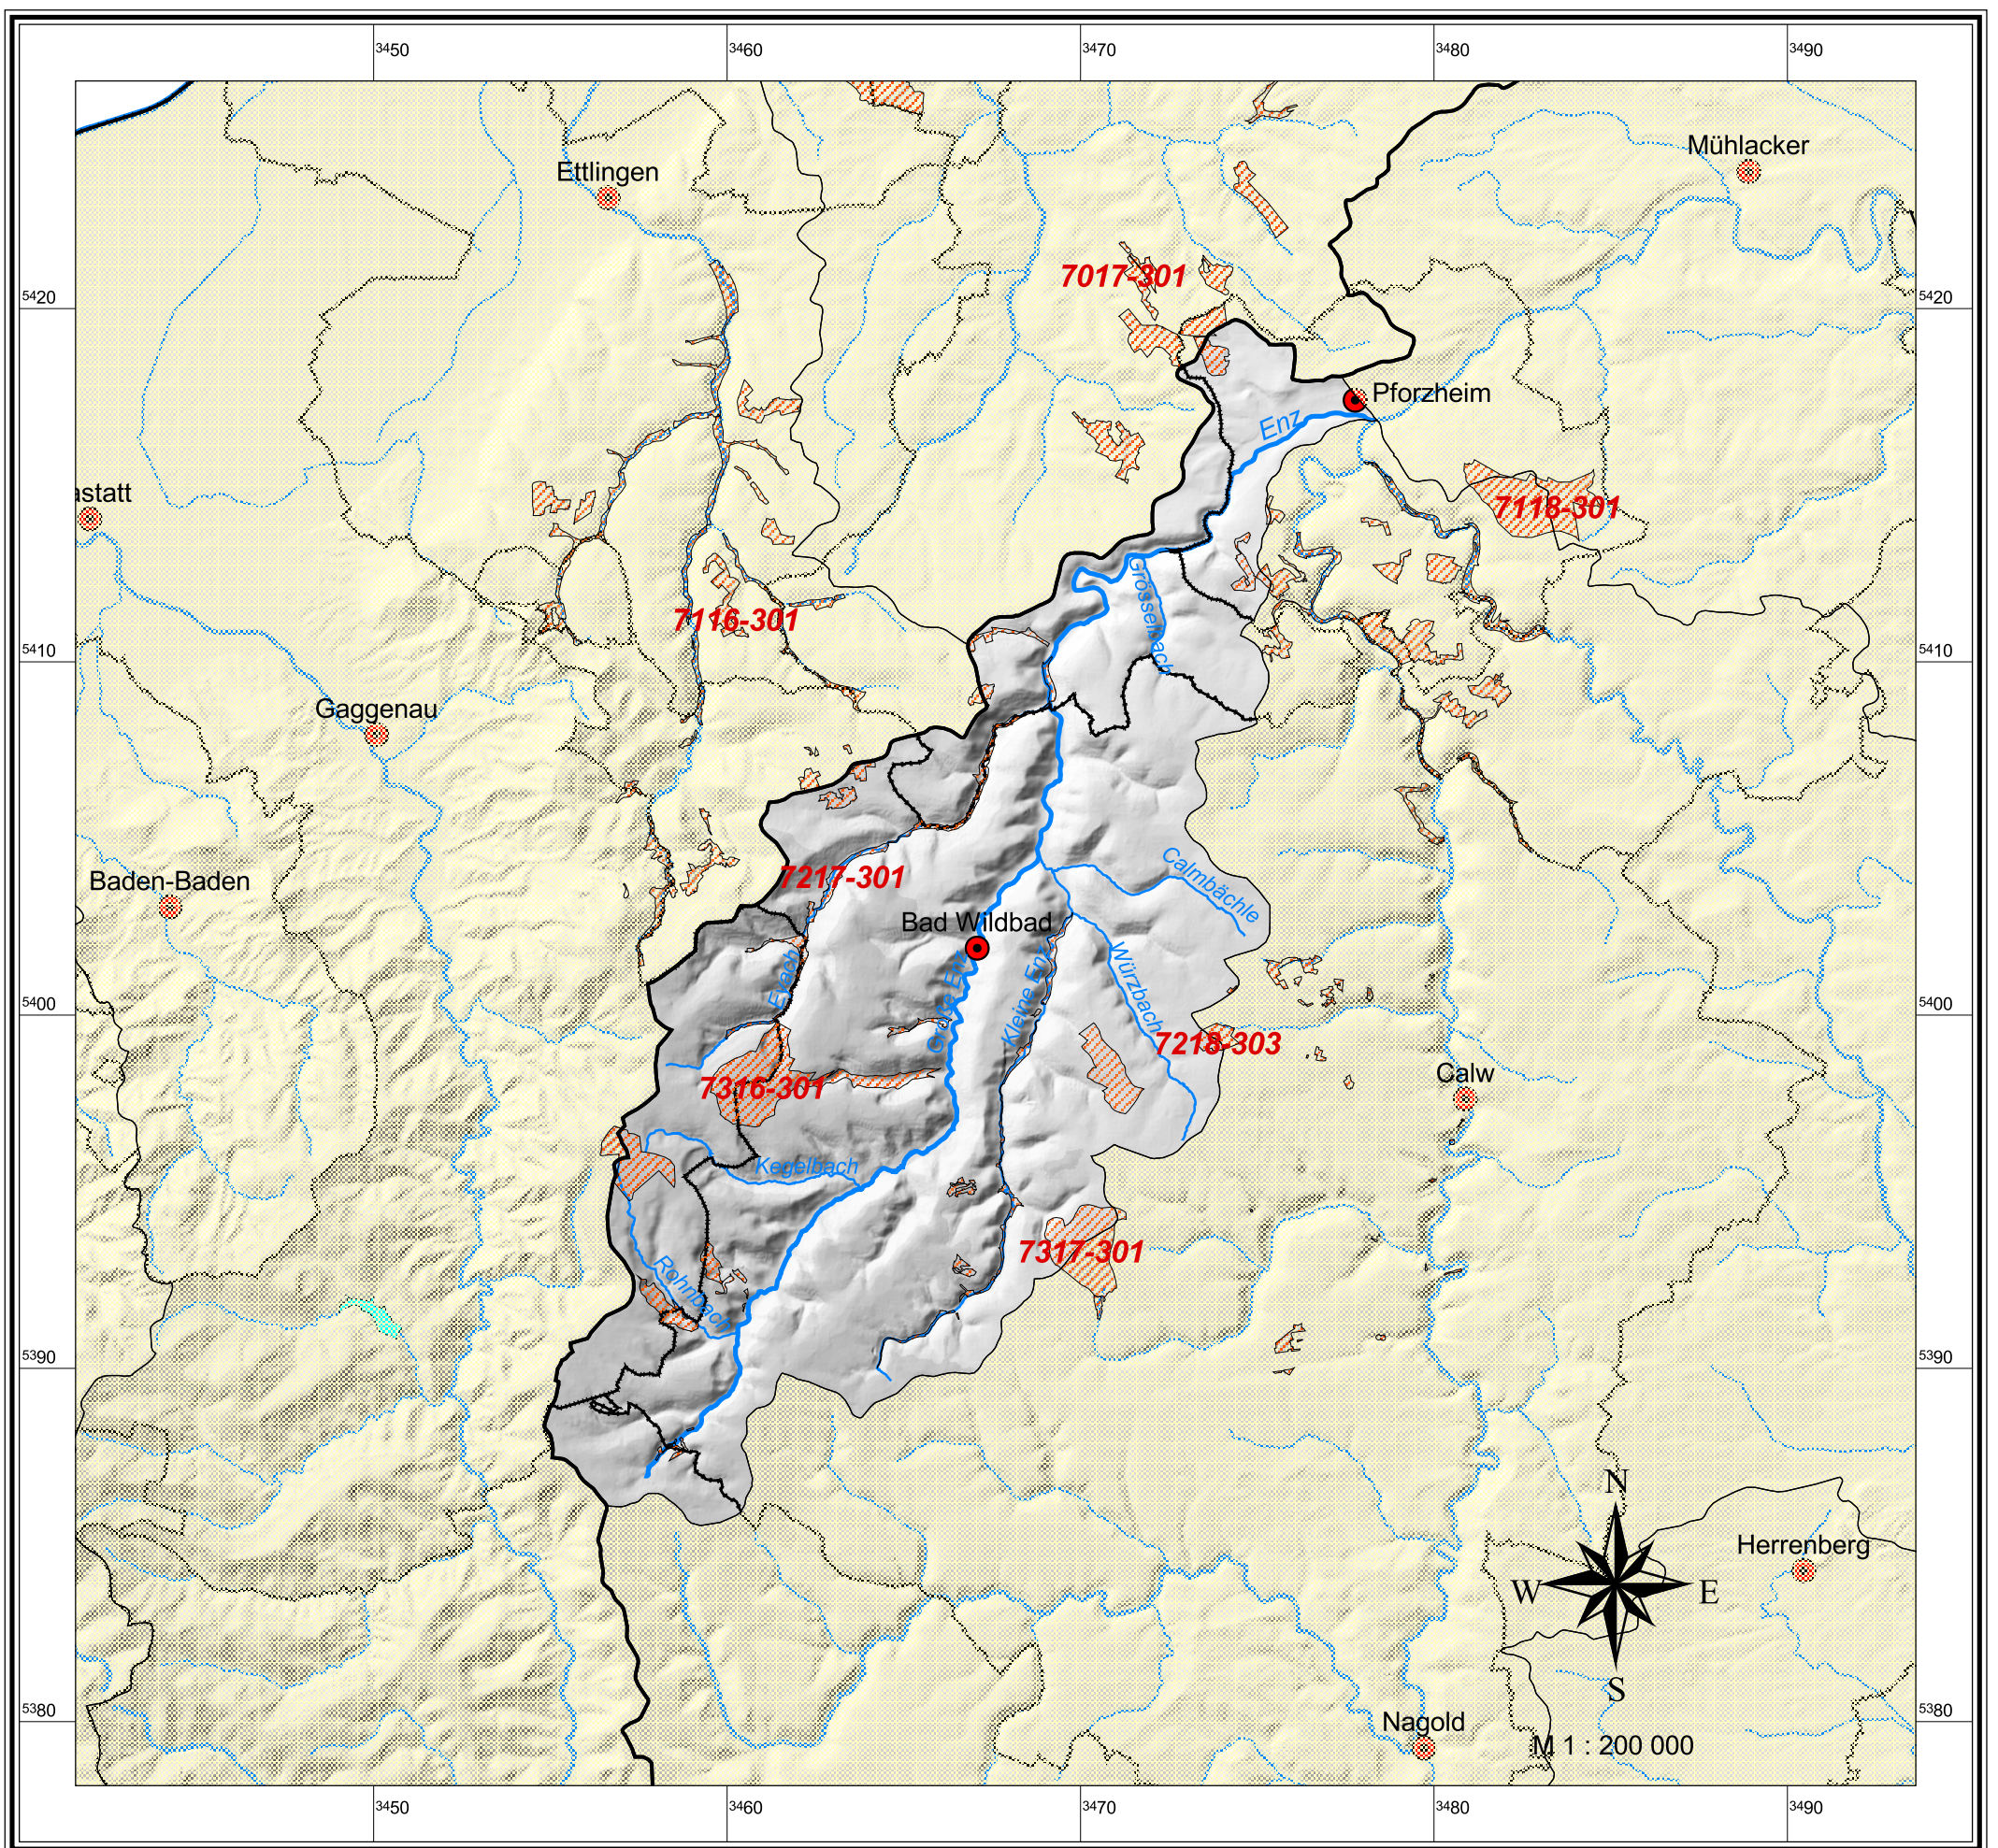 3450
3460
3470
3480
3490
Mühlacker
Ettlingen
7017-301
5420
5420
Pforzheim
Enz
astatt
7118-301
Grösselbach
7116-301
5410
5410
Gaggenau
Calmbächle
7217-301
Baden-Baden
Bad Wildbad
Eyach
Große Enz
Kleine Enz
Würzbach
5400
5400
7218-303
Calw
7316-301
Kegelbach
7317-301
Rohnbach
5390
5390
N
Herrenberg
W
E
S
5380
5380
Nagold
M 1 : 200 000
3450
3460
3470
3480
3490